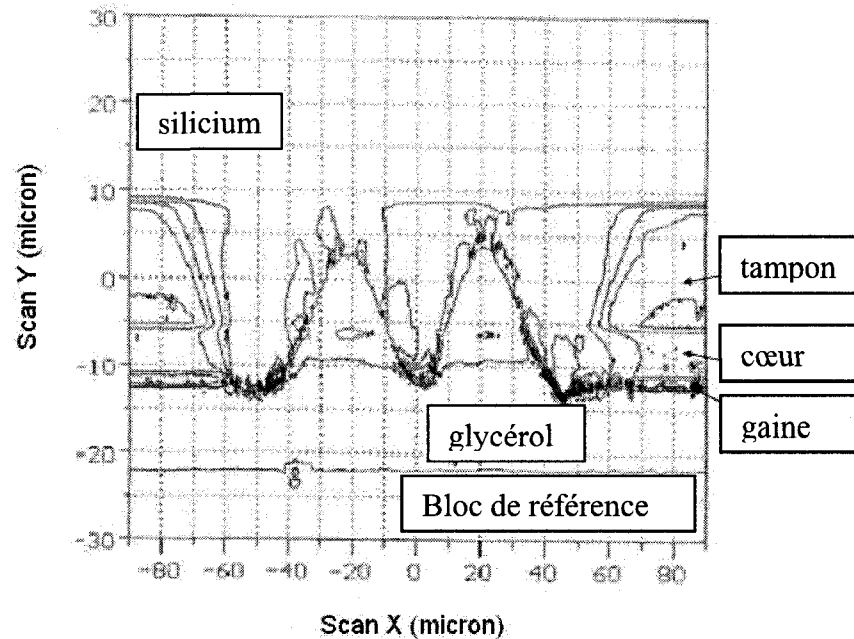 30
20
10
0
-10
-20
-30
Scan Y (micron)
silicium
tampon
cœur
gaine
glycérol
Bloc de référence
-80 -60 -40 -20 0 20 40 60 80
Scan X (micron)